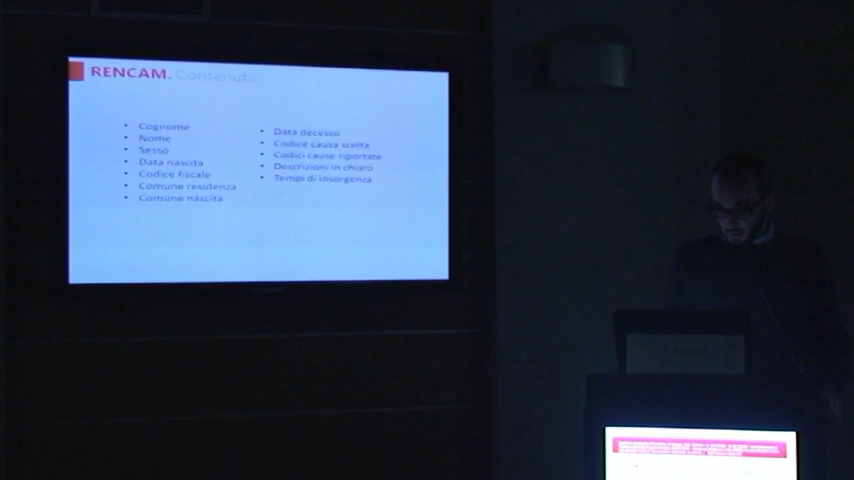 RENCAM. Contenuto
• Cognome
• Nome
• Sesso
• Data nascita
• Codice fiscale
• Comune residenza
• Comune nascita
• Data decesso
• Codice causa scelta
• Codici cause riportate
• Descrizioni in chiaro
• Tempi di insorgenza